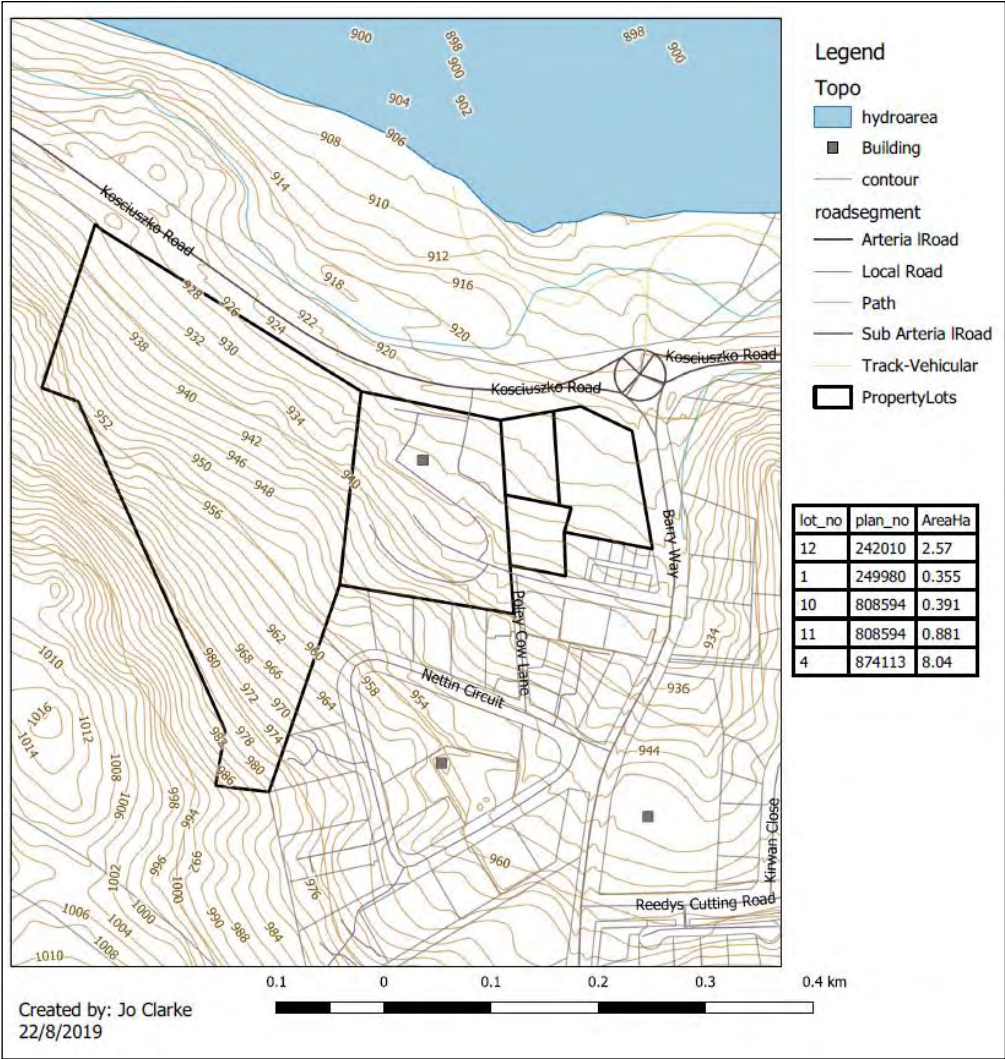 900
898
900
902
898
900
904
906
908
914
910
912
916
918
920
Kosciuszko Road
928
926
924
922
920
Kosciuszko Road
Kosciuszko Road
938
932
930
940
934
952
942
950
946
948
940
956
Barry Way
Poley Cow Lane
962
960
980
968
966
972
970
964
978
974
980
986
958
954
Nettin Circuit
934
936
944
960
976
1010
1016
1014
1012
1008
1006
998
994
996
992
1000
1002
990
988
984
1006
1004
1000
1008
1010
Kirwan Close
Reedys Cutting Road
Legend
Topo
hydroarea
Building
contour
roadsegment
Arteria lRoad
Local Road
Path
Sub Arteria lRoad
Track-Vehicular
PropertyLots
lot_no plan_no AreaHa
12 242010 2.57
1 249980 0.355
10 808594 0.391
11 808594 0.881
4 874113 8.04
0.1 0 0.1 0.2 0.3 0.4 km
Created by: Jo Clarke
22/8/2019